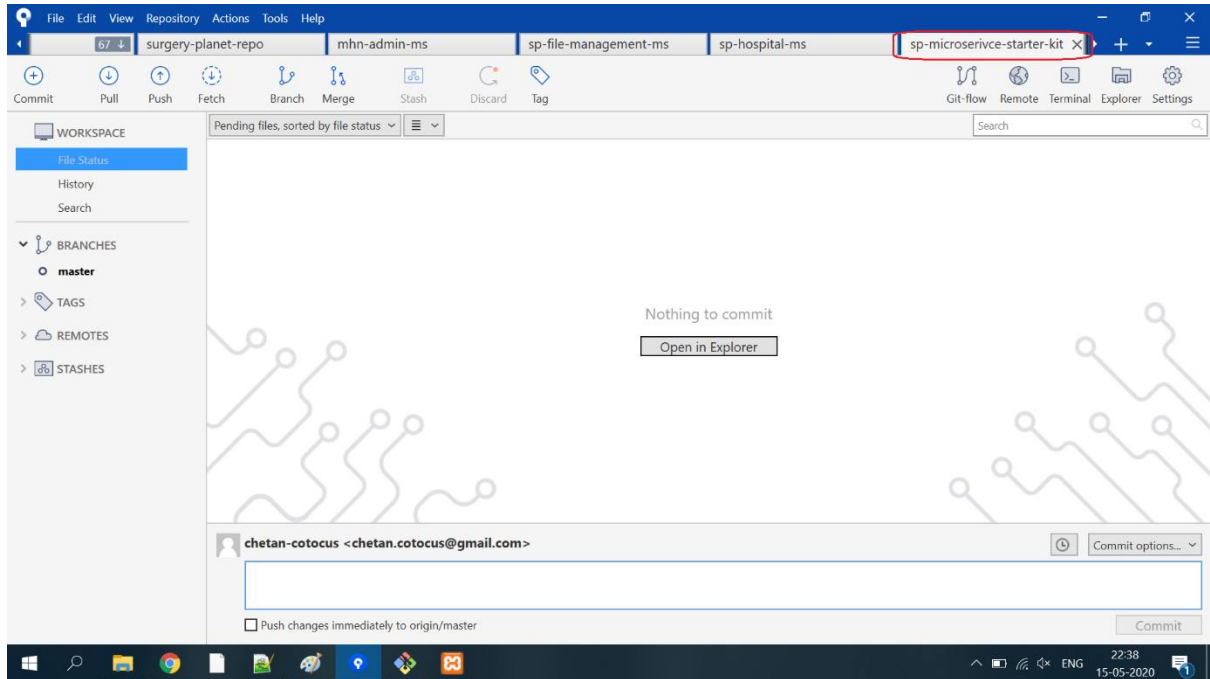 File Edit View Repository Actions Tools Help
67 surgery-planet-repo mhn-admin-ms sp-file-management-ms sp-hospital-ms sp-microserivce-starter-kit
Commit Pull Push Fetch Branch Merge Stash Discard Tag Git-flow Remote Terminal Explorer Settings
Pending files, sorted by file status Search
WORKSPACE
File Status
History
Search
BRANCHES
master
TAGS
REMOTES
STASHES
Nothing to commit
Open in Explorer
chetan-cotocus <chetan.cotocus@gmail.com> Commit options...
Push changes immediately to origin/master Commit
ENG 22:38
15-05-2020 1